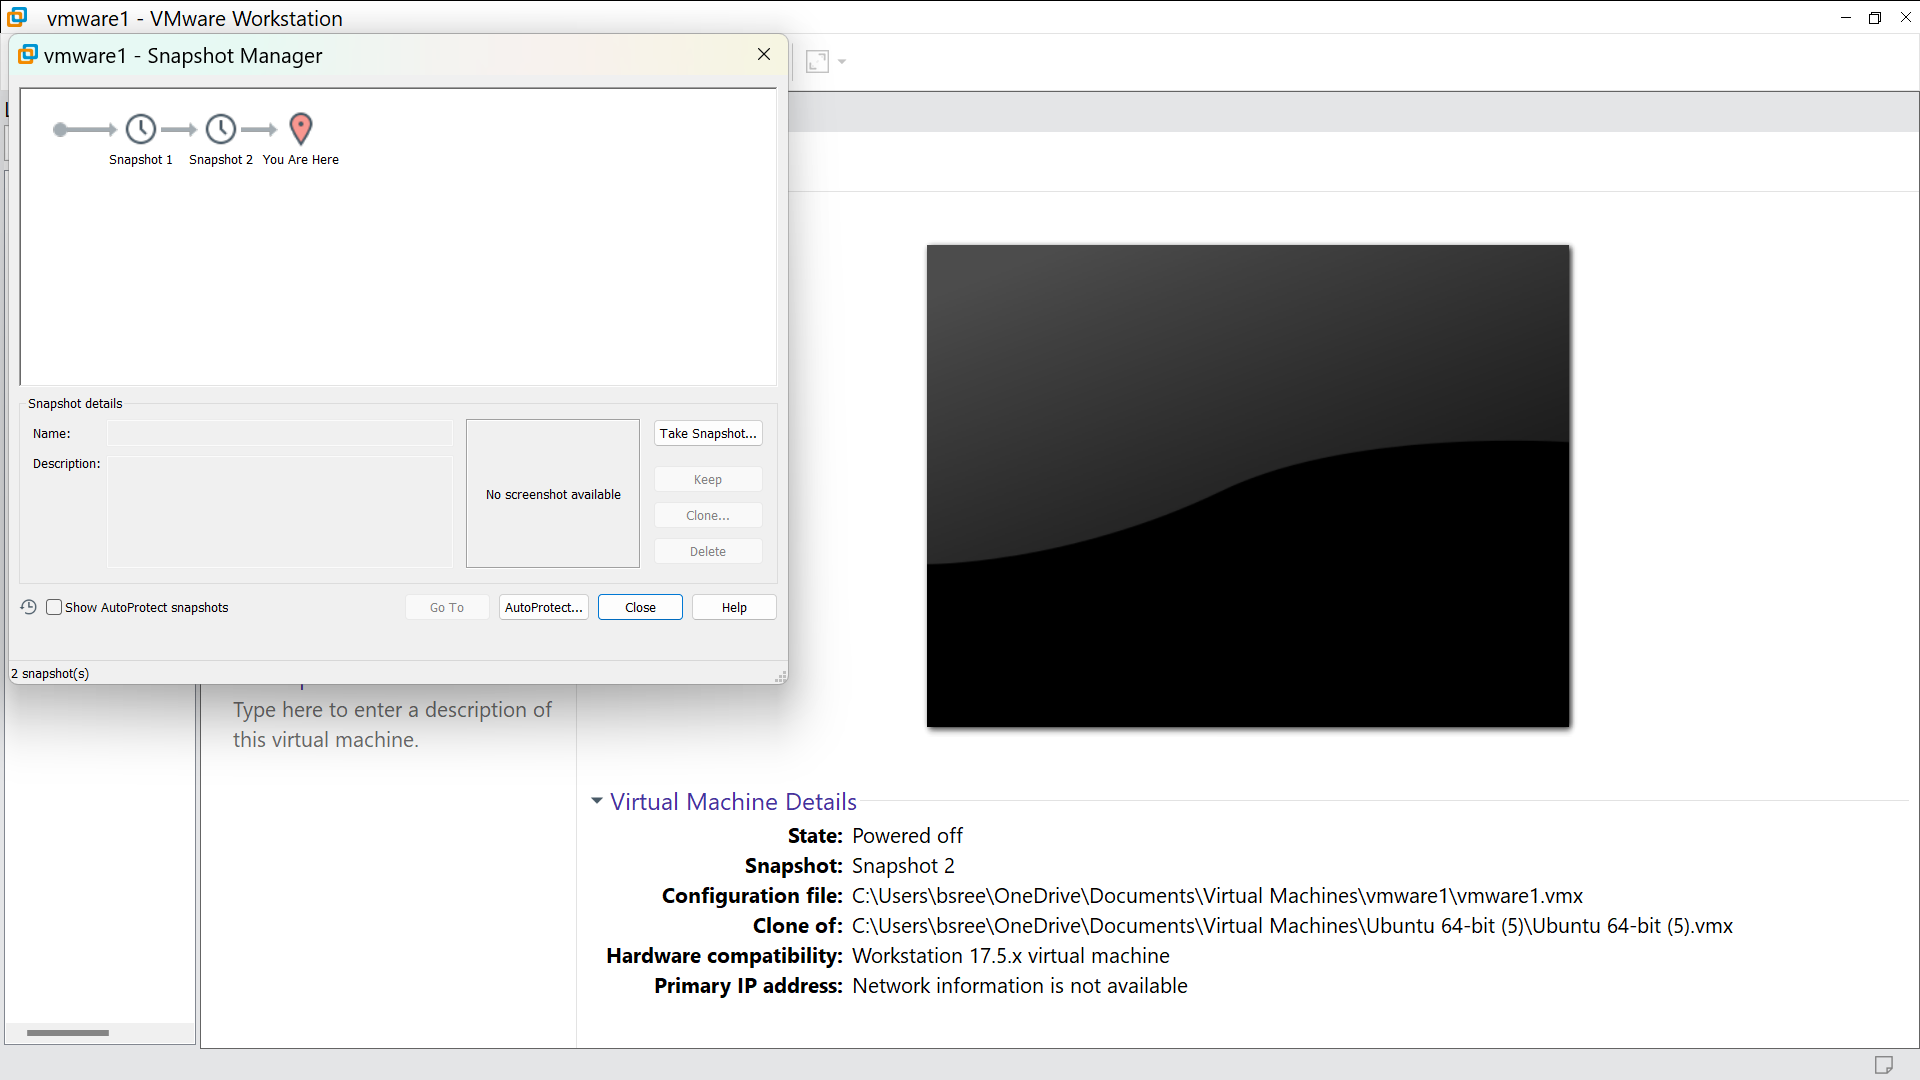 vmware1 - VMware Workstation
vmware1 - Snapshot Manager
Snapshot 1
Snapshot 2
You Are Here
Snapshot details
Name:
Description:
No screenshot available
Take Snapshot...
Keep
Clone...
Delete
Show AutoProtect snapshots
Go To
AutoProtect...
Close
Help
2 snapshot(s)
Type here to enter a description of
this virtual machine.
Virtual Machine Details
State: Powered off
Snapshot: Snapshot 2
Configuration file: C:\Users\bsree\OneDrive\Documents\Virtual Machines\vmware1\vmware1.vmx
Clone of: C:\Users\bsree\OneDrive\Documents\Virtual Machines\Ubuntu 64-bit (5)\Ubuntu 64-bit (5).vmx
Hardware compatibility: Workstation 17.5.x virtual machine
Primary IP address: Network information is not available